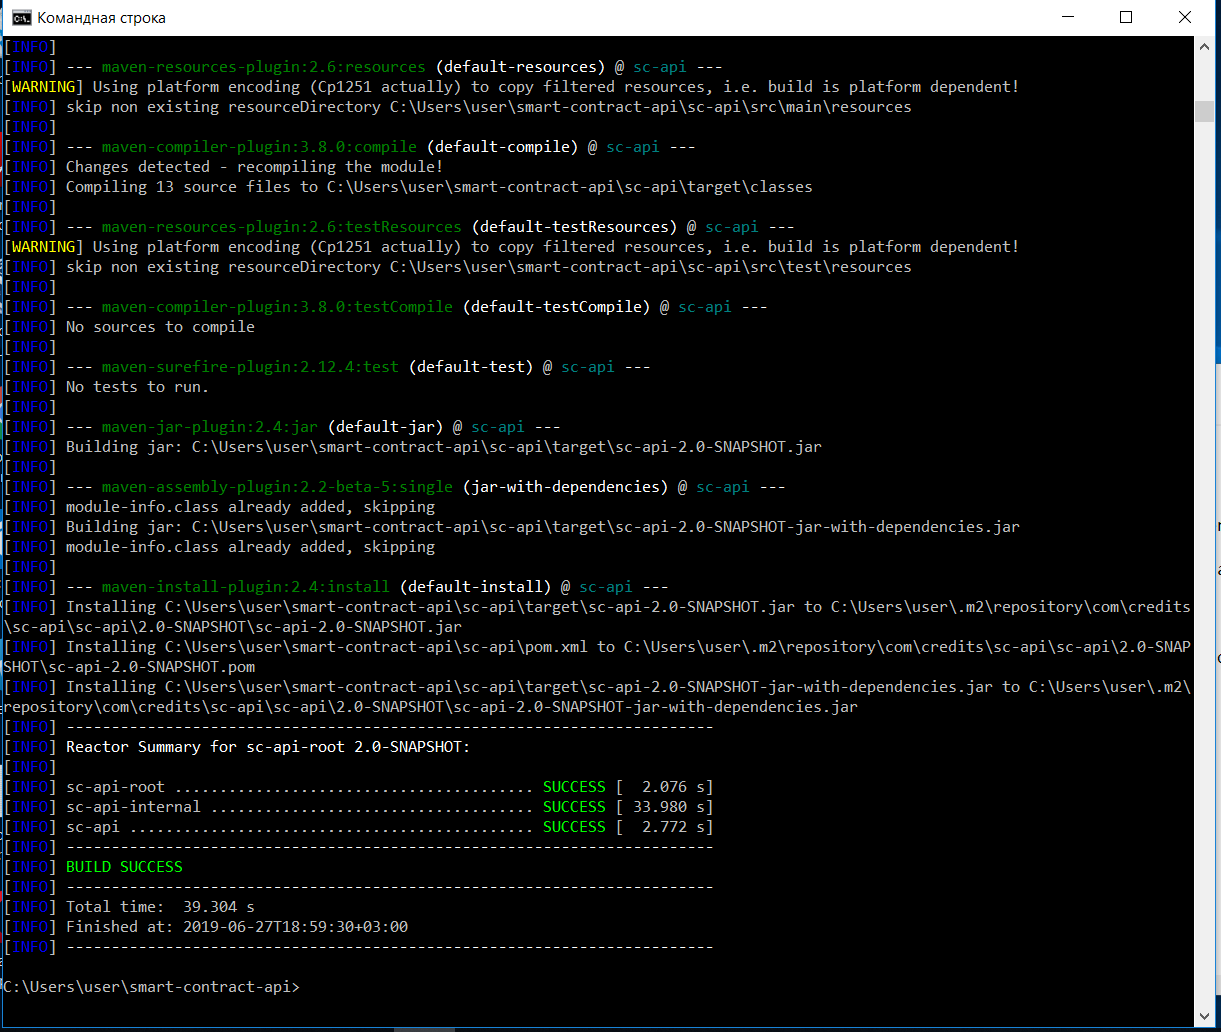 Командная строка
[INFO]
[INFO] --- maven-resources-plugin:2.6:resources (default-resources) @ sc-api ---
[WARNING] Using platform encoding (Cp1251 actually) to copy filtered resources, i.e. build is platform dependent!
[INFO] skip non existing resourceDirectory C:\Users\user\smart-contract-api\sc-api\src\main\resources
[INFO]
[INFO] --- maven-compiler-plugin:3.8.0:compile (default-compile) @ sc-api ---
[INFO] Changes detected - recompiling the module!
[INFO] Compiling 13 source files to C:\Users\user\smart-contract-api\sc-api\target\classes
[INFO]
[INFO] --- maven-resources-plugin:2.6:testResources (default-testResources) @ sc-api ---
[WARNING] Using platform encoding (Cp1251 actually) to copy filtered resources, i.e. build is platform dependent!
[INFO] skip non existing resourceDirectory C:\Users\user\smart-contract-api\sc-api\src\test\resources
[INFO]
[INFO] --- maven-compiler-plugin:3.8.0:testCompile (default-testCompile) @ sc-api ---
[INFO] No sources to compile
[INFO]
[INFO] --- maven-surefire-plugin:2.12.4:test (default-test) @ sc-api ---
[INFO] No tests to run.
[INFO]
[INFO] --- maven-jar-plugin:2.4:jar (default-jar) @ sc-api ---
[INFO] Building jar: C:\Users\user\smart-contract-api\sc-api\target\sc-api-2.0-SNAPSHOT.jar
[INFO]
[INFO] --- maven-assembly-plugin:2.2-beta-5:single (jar-with-dependencies) @ sc-api ---
[INFO] module-info.class already added, skipping
[INFO] Building jar: C:\Users\user\smart-contract-api\sc-api\target\sc-api-2.0-SNAPSHOT-jar-with-dependencies.jar
[INFO] module-info.class already added, skipping
[INFO]
[INFO] --- maven-install-plugin:2.4:install (default-install) @ sc-api ---
[INFO] Installing C:\Users\user\smart-contract-api\sc-api\target\sc-api-2.0-SNAPSHOT.jar to C:\Users\user\.m2\repository\com\credits
\sc-api\sc-api\2.0-SNAPSHOT\sc-api-2.0-SNAPSHOT.jar
[INFO] Installing C:\Users\user\smart-contract-api\sc-api\pom.xml to C:\Users\user\.m2\repository\com\credits\sc-api\sc-api\2.0-SNAP
SHOT\sc-api-2.0-SNAPSHOT.pom
[INFO] Installing C:\Users\user\smart-contract-api\sc-api\target\sc-api-2.0-SNAPSHOT-jar-with-dependencies.jar to C:\Users\user\.m2\
repository\com\credits\sc-api\sc-api\2.0-SNAPSHOT\sc-api-2.0-SNAPSHOT-jar-with-dependencies.jar
[INFO] ------------------------------------------------------------------------
[INFO] Reactor Summary for sc-api-root 2.0-SNAPSHOT:
[INFO]
[INFO] sc-api-root ........................................ SUCCESS [  2.076 s]
[INFO] sc-api-internal .................................... SUCCESS [ 33.980 s]
[INFO] sc-api ............................................. SUCCESS [  2.772 s]
[INFO] ------------------------------------------------------------------------
[INFO] BUILD SUCCESS
[INFO] ------------------------------------------------------------------------
[INFO] Total time:  39.304 s
[INFO] Finished at: 2019-06-27T18:59:30+03:00
[INFO] ------------------------------------------------------------------------
C:\Users\user\smart-contract-api>